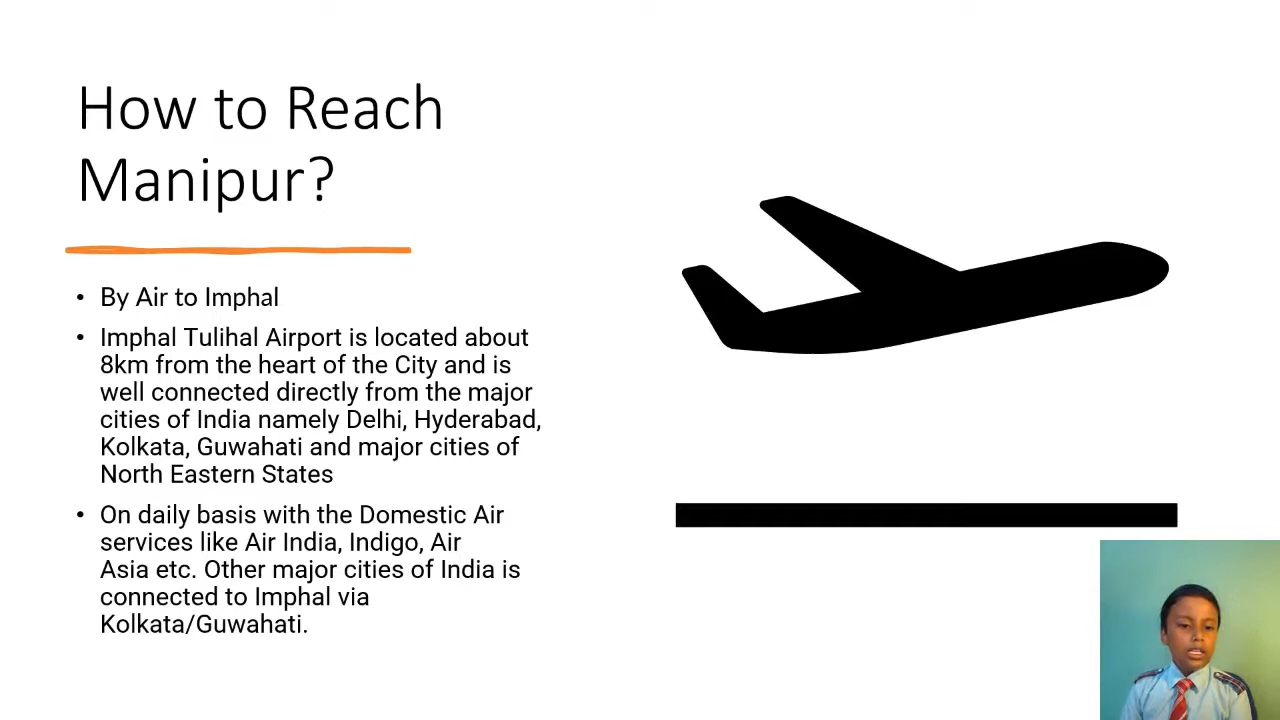 How to Reach
Manipur?
• By Air to Imphal
• Imphal Tulihal Airport is located about
8km from the heart of the City and is
well connected directly from the major
cities of India namely Delhi, Hyderabad,
Kolkata, Guwahati and major cities of
North Eastern States
• On daily basis with the Domestic Air
services like Air India, Indigo, Air
Asia etc. Other major cities of India is
connected to Imphal via
Kolkata/Guwahati.